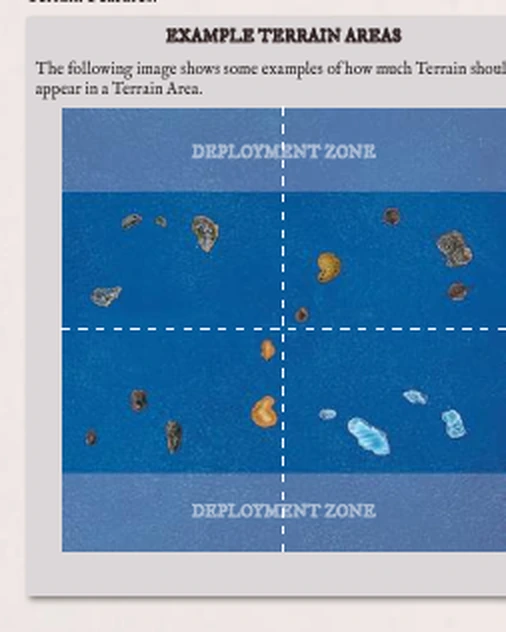 EXAMPLE TERRAIN AREAS
The following image shows some examples of how much Terrain shoul
appear in a Terrain Area.
DEPLOYMENT ZONE
DEPLOYMENT ZONE